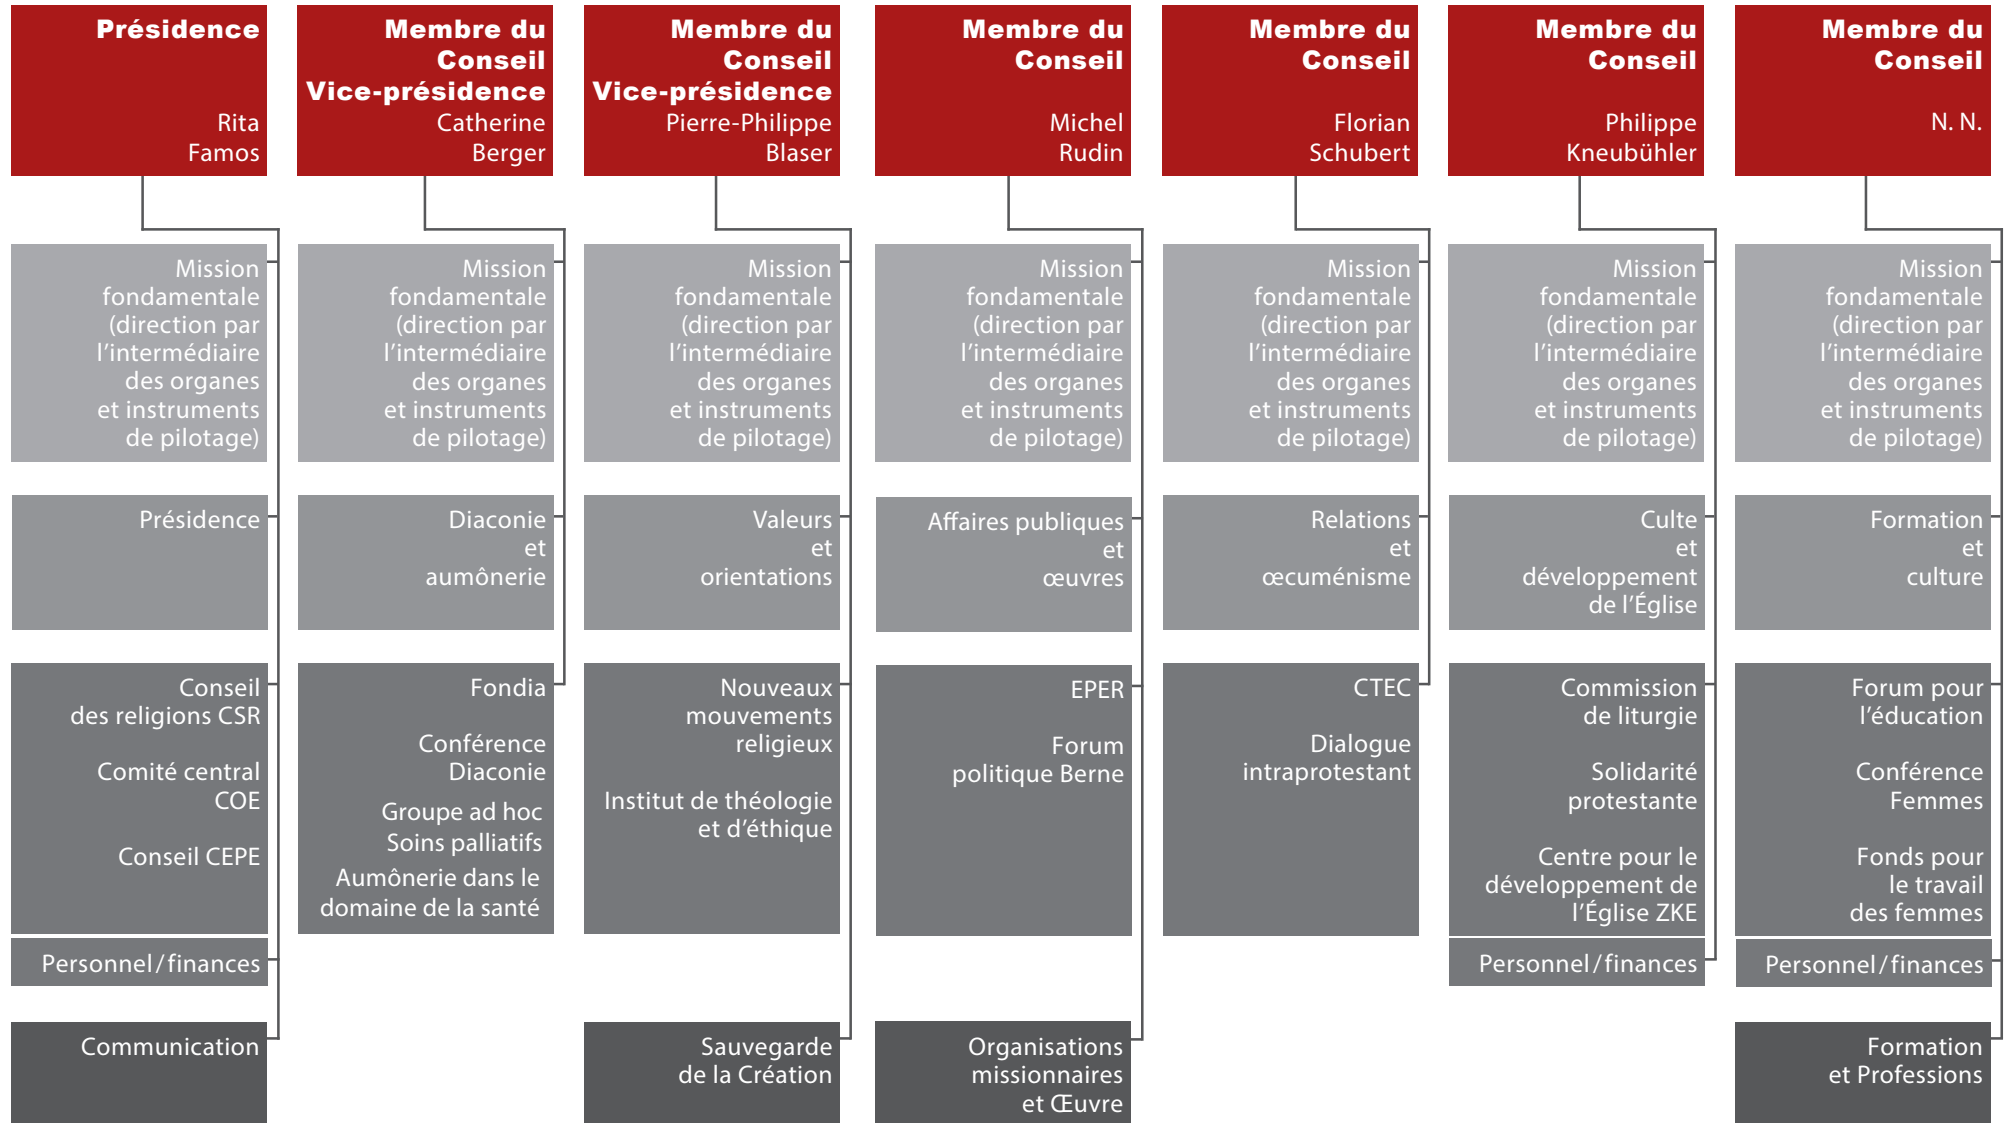 Présidence
Rita
Famos
Mission
fondamentale
(direction par
l’intermédiaire
des organes
et instruments
de pilotage)
Présidence
Conseil
des religions CSR
Comité central
COE
Conseil CEPE
Personnel/finances
Communication
Membre du
Conseil
Vice-présidence
Catherine
Berger
Mission
fondamentale
(direction par
l’intermédiaire
des organes
et instruments
de pilotage)
Diaconie
et
aumônerie
Fondia
Conférence
Diaconie
Groupe ad hoc
Soins palliatifs
Aumônerie dans le
domaine de la santé
Membre du
Conseil
Vice-présidence
Pierre-Philippe
Blaser
Mission
fondamentale
(direction par
l’intermédiaire
des organes
et instruments
de pilotage)
Valeurs
et
orientations
Nouveaux
mouvements
religieux
Institut de théologie
et d’éthique
Sauvegarde
de la Création
Membre du
Conseil
Michel
Rudin
Mission
fondamentale
(direction par
l’intermédiaire
des organes
et instruments
de pilotage)
Affaires publiques
et
œuvres
EPER
Forum
politique Berne
Organisations
missionnaires
et Œuvre
Membre du
Conseil
Florian
Schubert
Mission
fondamentale
(direction par
l’intermédiaire
des organes
et instruments
de pilotage)
Relations
et
œcuménisme
CTEC
Dialogue
intraprotestant
Membre du
Conseil
Philippe
Kneubühler
Mission
fondamentale
(direction par
l’intermédiaire
des organes
et instruments
de pilotage)
Culte
et
développement
de l’Église
Commission
de liturgie
Solidarité
protestante
Centre pour le
développement de
l’Église ZKE
Personnel/finances
Membre du
Conseil
N. N.
Mission
fondamentale
(direction par
l’intermédiaire
des organes
et instruments
de pilotage)
Formation
et
culture
Forum pour
l’éducation
Conférence
Femmes
Fonds pour
le travail
des femmes
Personnel/finances
Formation
et Professions